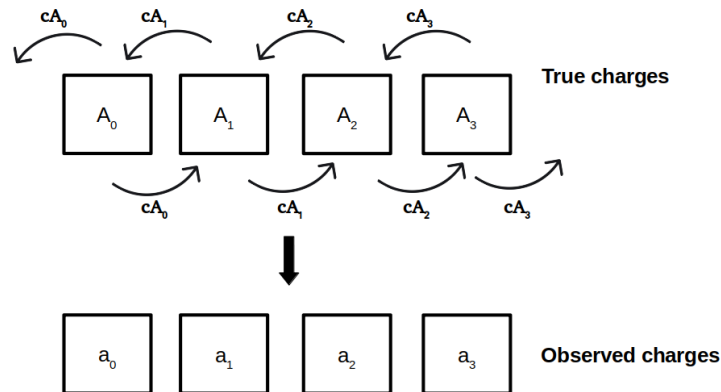 cA₀ cA₁ cA₂ cA₃
True charges
A₀ A₁ A₂ A₃
cA₀ cA₁ cA₂ cA₃
a₀ a₁ a₂ a₃
Observed charges